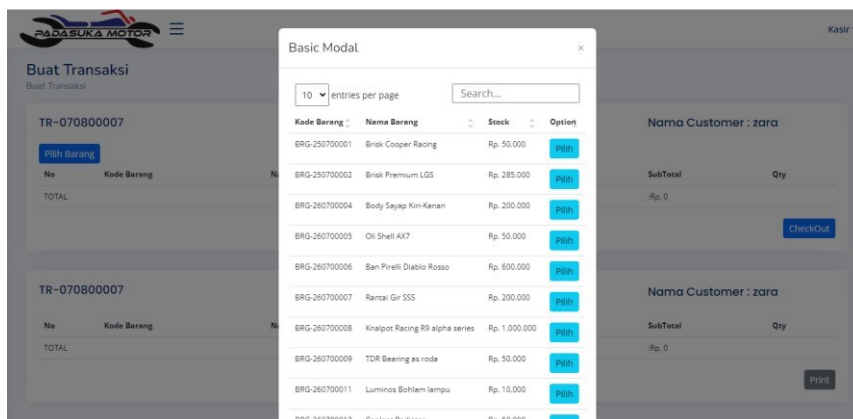 PADASUKA MOTOR
Kasir
Buat Transaksi
Buat Transaksi
TR-070800007
Nama Customer : zara
Pilih Barang
No Kode Barang SubTotal Qty
TOTAL :Rp. 0
CheckOut
TR-070800007
Nama Customer : zara
No Kode Barang SubTotal Qty
TOTAL :Rp. 0
Print
Basic Modal ×
10 entries per page Search...
Kode Barang Nama Barang Stock Option
BRG-250700001 Brisk Cooper Racing Rp. 50.000 Pilih
BRG-250700002 Brisk Premium LGS Rp. 285.000 Pilih
BRG-260700004 Body Sayap Kiri-Kanan Rp. 200.000 Pilih
BRG-260700005 Oli Shell AX7 Rp. 50.000 Pilih
BRG-260700006 Ban Pirelli Diablo Rosso Rp. 600.000 Pilih
BRG-260700007 Rantai Gir SSS Rp. 200.000 Pilih
BRG-260700008 Knalpot Racing R9 alpha series Rp. 1.000.000 Pilih
BRG-260700009 TDR Bearing as roda Rp. 50.000 Pilih
BRG-260700011 Luminos Bohlam lampu Rp. 10.000 Pilih